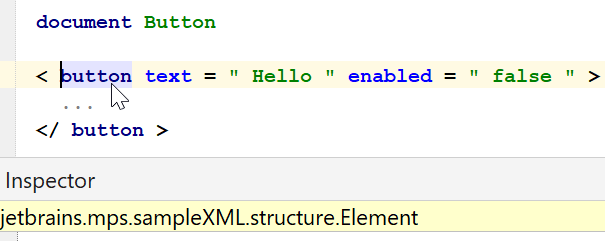 document Button
< button text = " Hello " enabled = " false " >
...
</ button >
Inspector
jetbrains.mps.sampleXML.structure.Element